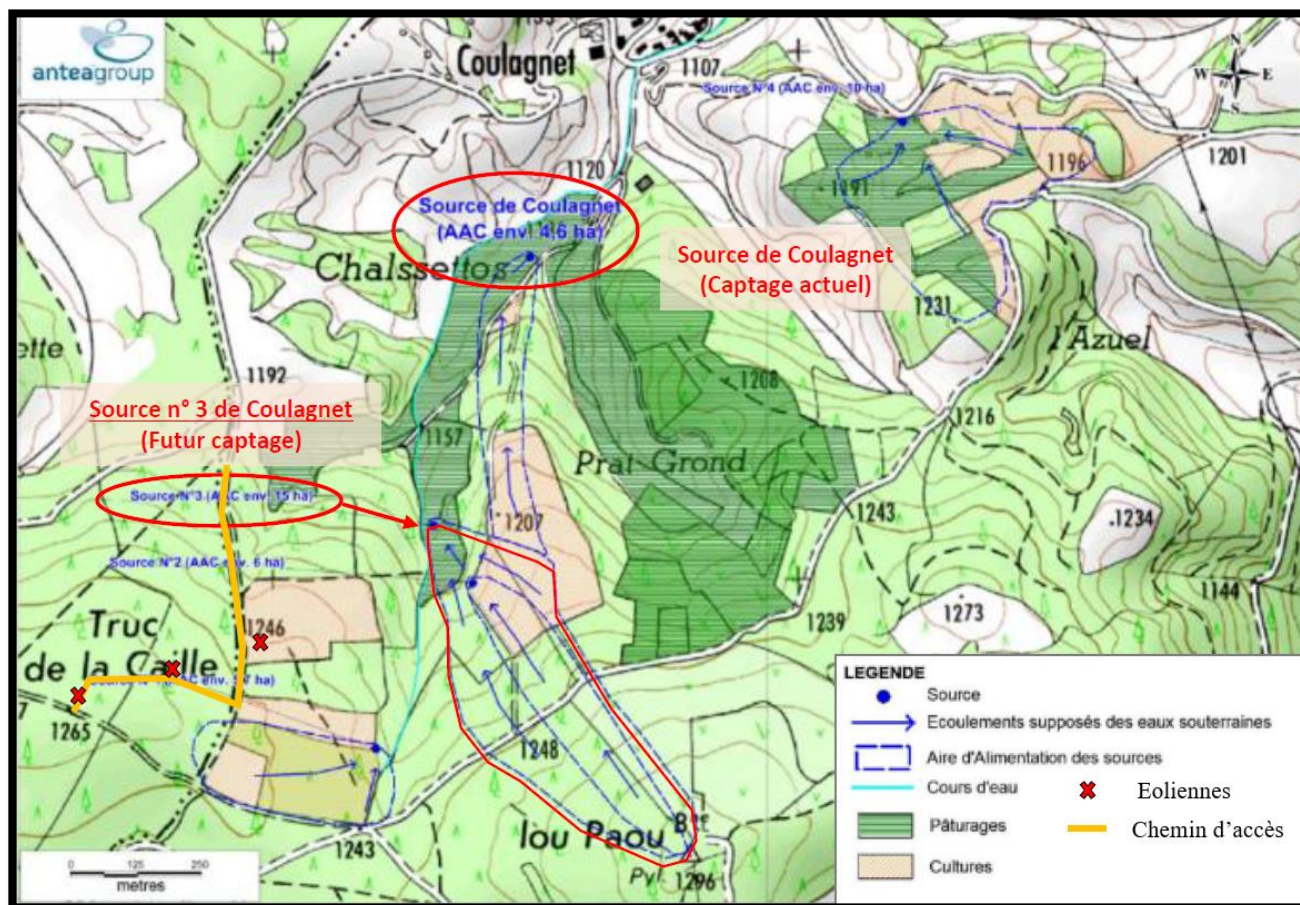 anteagroup
Coulagnet
1107
Source N°4 (AAC env. 10 ha)
N
W E
S
1201
1196
1191
1120
Source de Coulagnet
(AAC env. 4,6 ha)
Source de Coulagnet
(Captage actuel)
Chalssettos
1231
l'Azuel
ette
1192
1208
1216
Source n° 3 de Coulagnet
(Futur captage)
1157
Prat Grond
Source N°3 (AAC env. 15 ha)
1207
1243
1234
Source N°2 (AAC env. 6 ha)
1144
1246
1239
1273
Truc
de la Caille
1265
1248
lou Paou
Bne
1243
Pyl.
1296
0 125 250
metres
LEGENDE
Source
Ecoulements supposés des eaux souterraines
Aire d'Alimentation des sources
Cours d'eau
Eoliennes
Pâturages
Chemin d'accès
Cultures